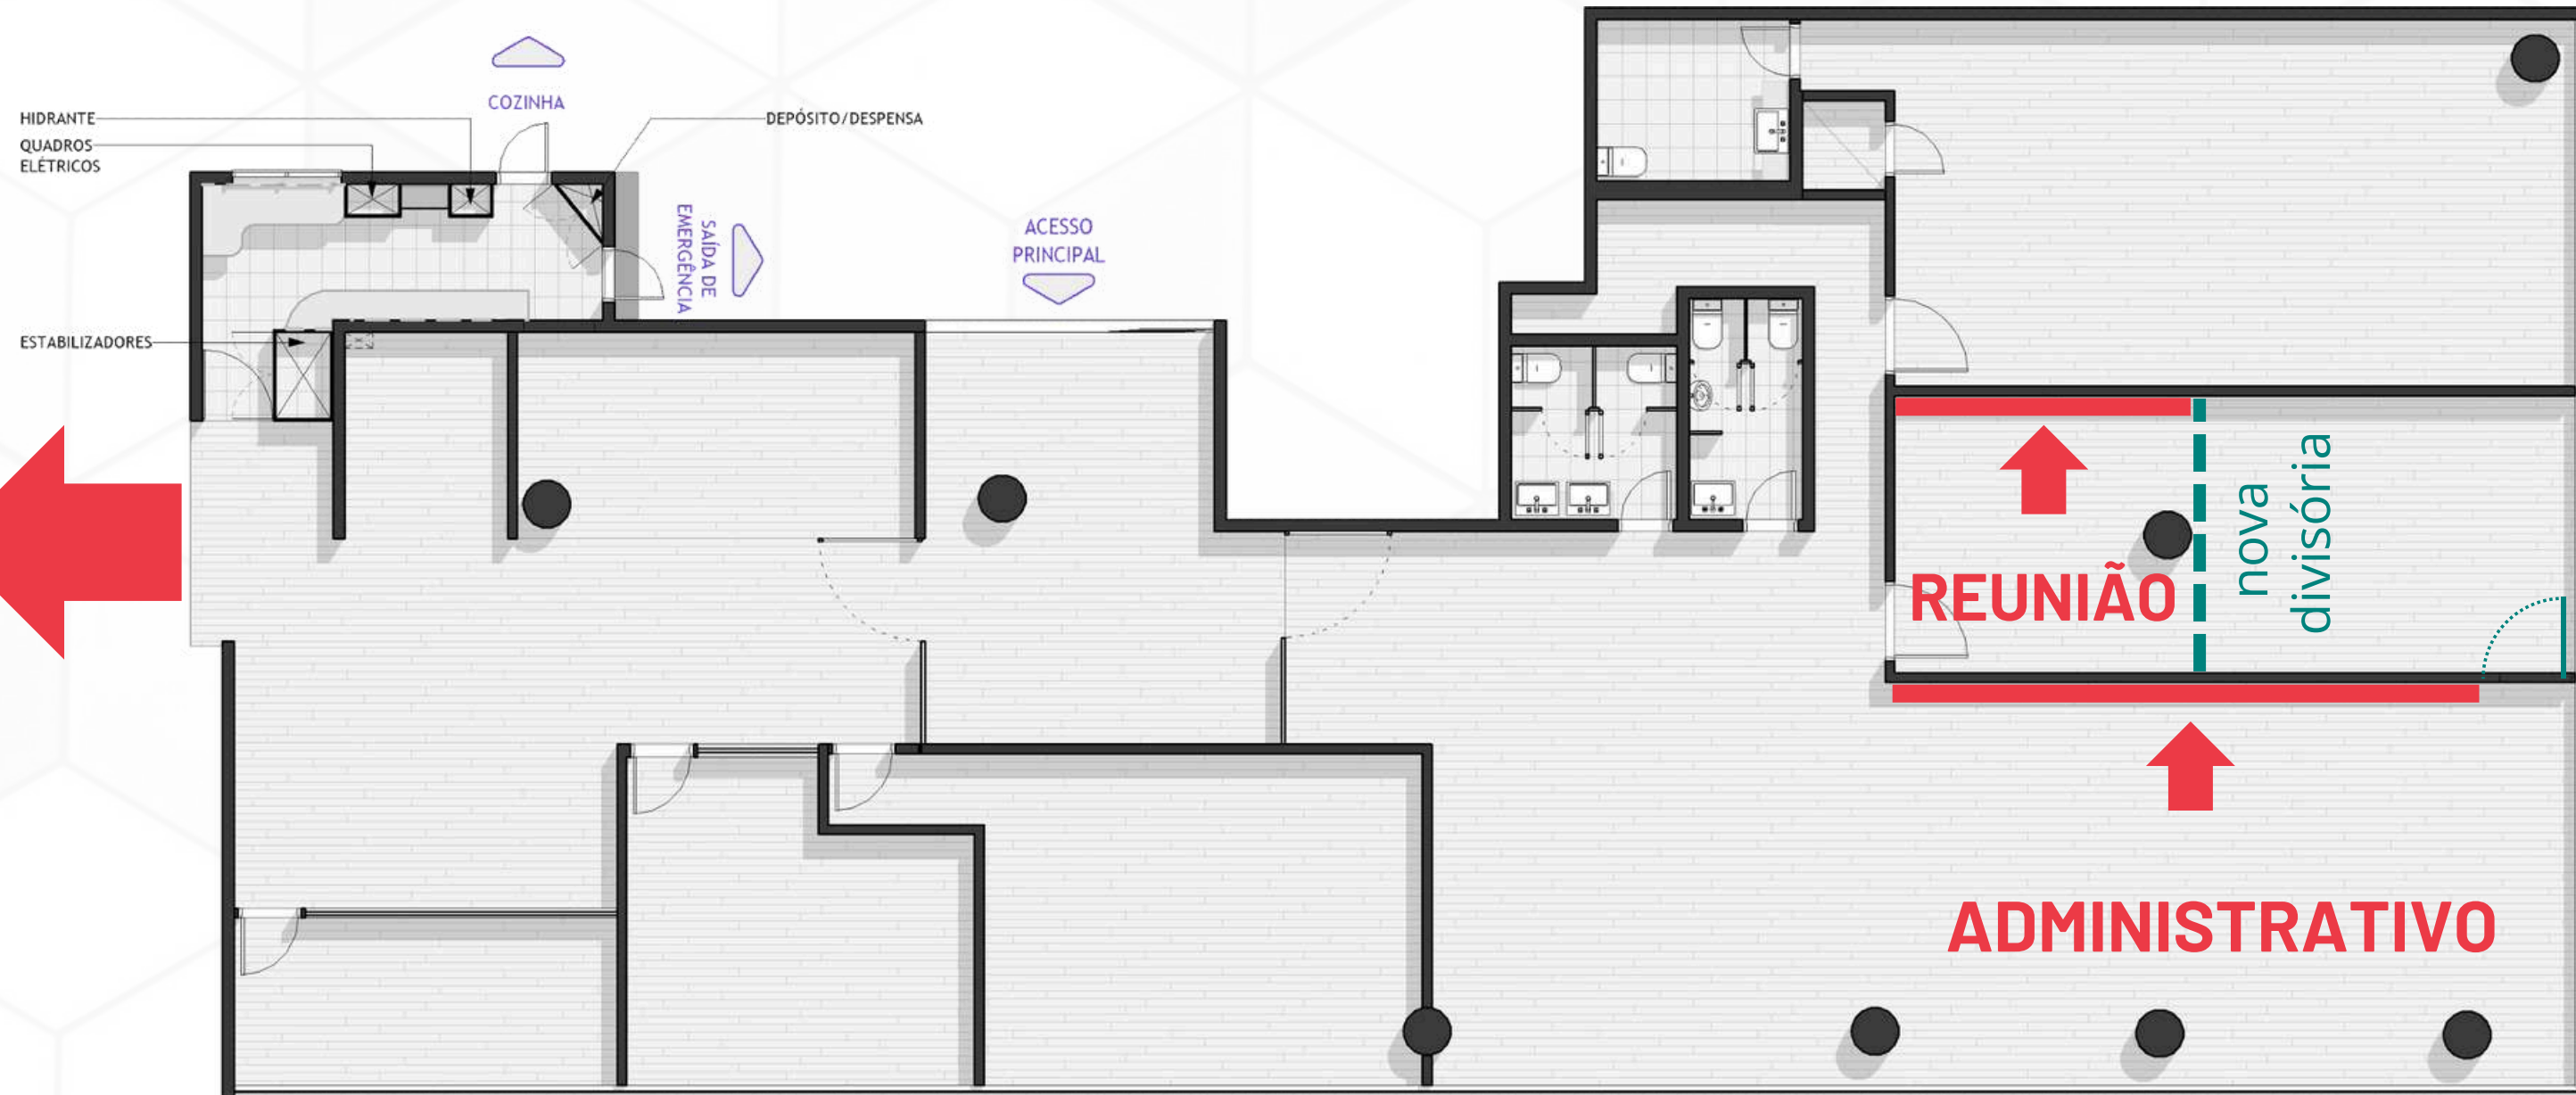 COZINHA
HIDRANTE
QUADROS
ELÉTRICOS
DEPÓSITO/DESPENSA
SAÍDA DE
EMERGÊNCIA
ACESSO
PRINCIPAL
ESTABILIZADORES
REUNIÃO
nova
divisória
ADMINISTRATIVO